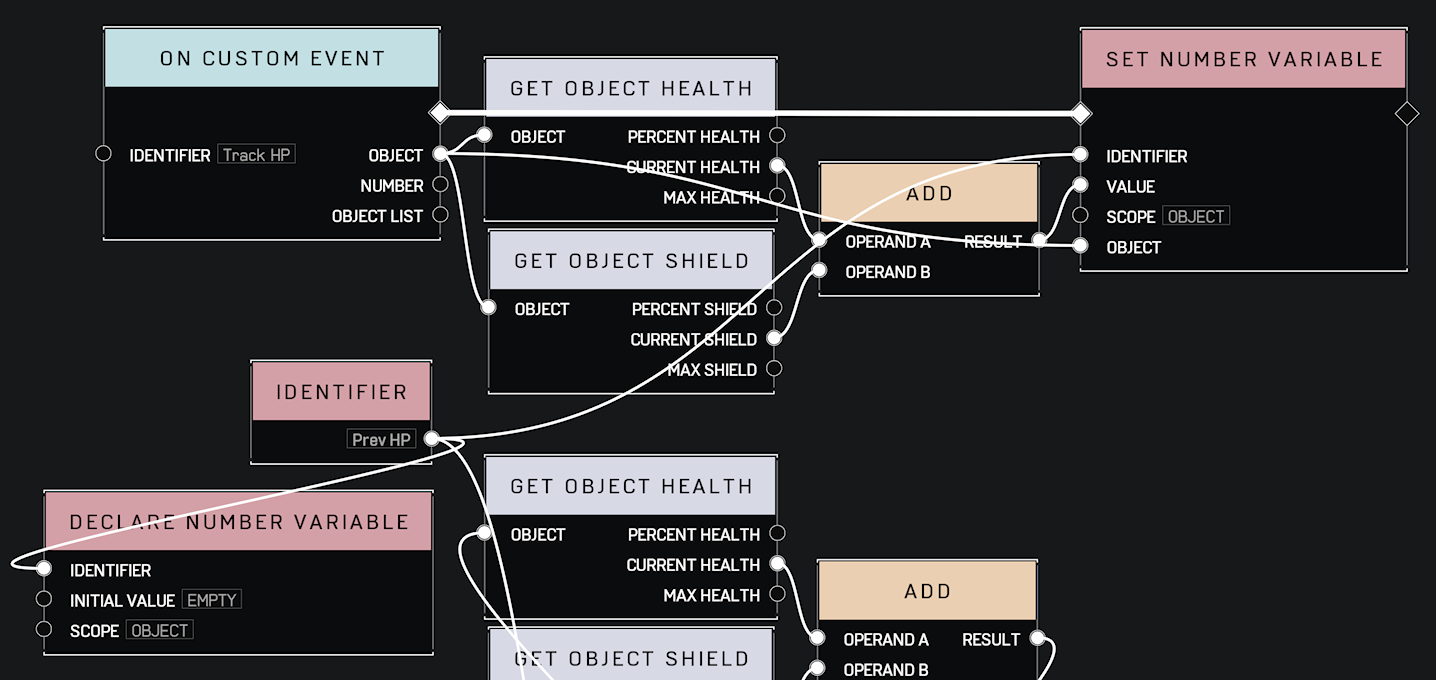 ON CUSTOM EVENT
IDENTIFIER Track HP
OBJECT
NUMBER
OBJECT LIST
GET OBJECT HEALTH
OBJECT
PERCENT HEALTH
CURRENT HEALTH
MAX HEALTH
GET OBJECT SHIELD
OBJECT
PERCENT SHIELD
CURRENT SHIELD
MAX SHIELD
ADD
OPERAND A
RESULT
OPERAND B
SET NUMBER VARIABLE
IDENTIFIER
VALUE
SCOPE OBJECT
OBJECT
IDENTIFIER
Prev HP
DECLARE NUMBER VARIABLE
IDENTIFIER
INITIAL VALUE EMPTY
SCOPE OBJECT
GET OBJECT HEALTH
OBJECT
PERCENT HEALTH
CURRENT HEALTH
MAX HEALTH
GET OBJECT SHIELD
ADD
OPERAND A
RESULT
OPERAND B